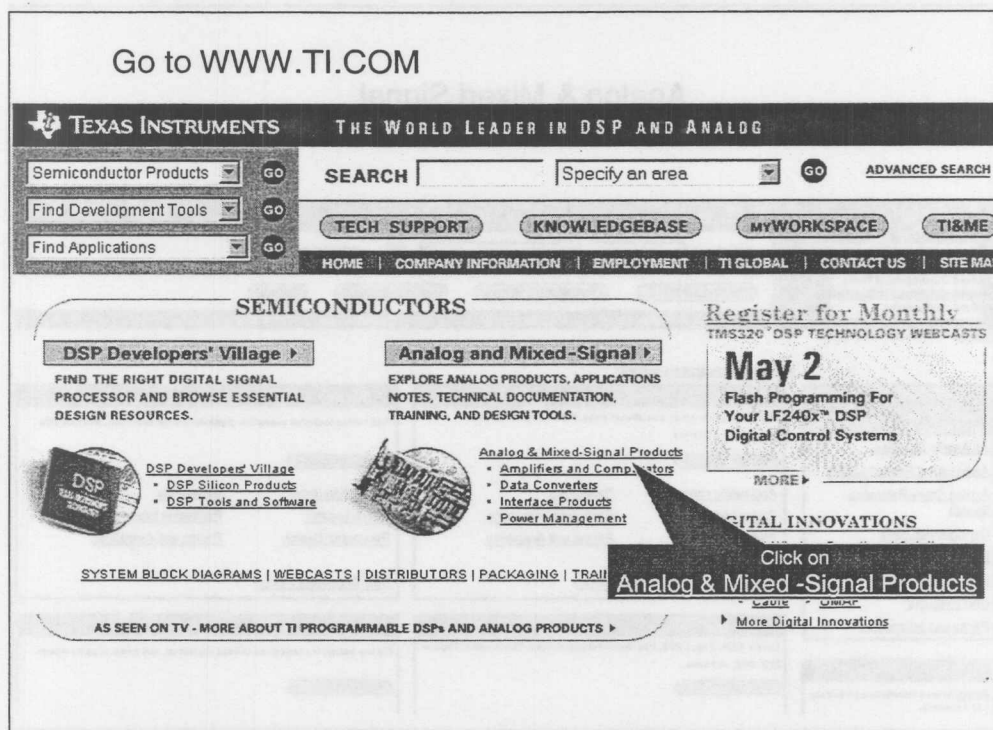 Go to WWW.TI.COM
TEXAS INSTRUMENTS THE WORLD LEADER IN DSP AND ANALOG
Semiconductor Products GO
Find Development Tools GO
Find Applications GO
SEARCH Specify an area GO ADVANCED SEARCH
TECH SUPPORT KNOWLEDGEBASE MYWORKSPACE TI&ME
HOME | COMPANY INFORMATION | EMPLOYMENT | TI GLOBAL | CONTACT US | SITE MA
SEMICONDUCTORS
DSP Developers' Village
FIND THE RIGHT DIGITAL SIGNAL
PROCESSOR AND BROWSE ESSENTIAL
DESIGN RESOURCES.
DSP
DSP Developers' Village
• DSP Silicon Products
• DSP Tools and Software
Analog and Mixed-Signal
EXPLORE ANALOG PRODUCTS, APPLICATIONS
NOTES, TECHNICAL DOCUMENTATION,
TRAINING, AND DESIGN TOOLS.
Analog & Mixed-Signal Products
• Amplifiers and Comparators
• Data Converters
• Interface Products
• Power Management
Register for Monthly
TMS320™ DSP TECHNOLOGY WEBCASTS
May 2
Flash Programming For
Your LF240x™ DSP
Digital Control Systems
MORE
DIGITAL INNOVATIONS
Click on
Analog & Mixed -Signal Products
• Cable • OMAP
More Digital Innovations
SYSTEM BLOCK DIAGRAMS | WEBCASTS | DISTRIBUTORS | PACKAGING | TRAIN
AS SEEN ON TV - MORE ABOUT TI PROGRAMMABLE DSPs AND ANALOG PRODUCTS